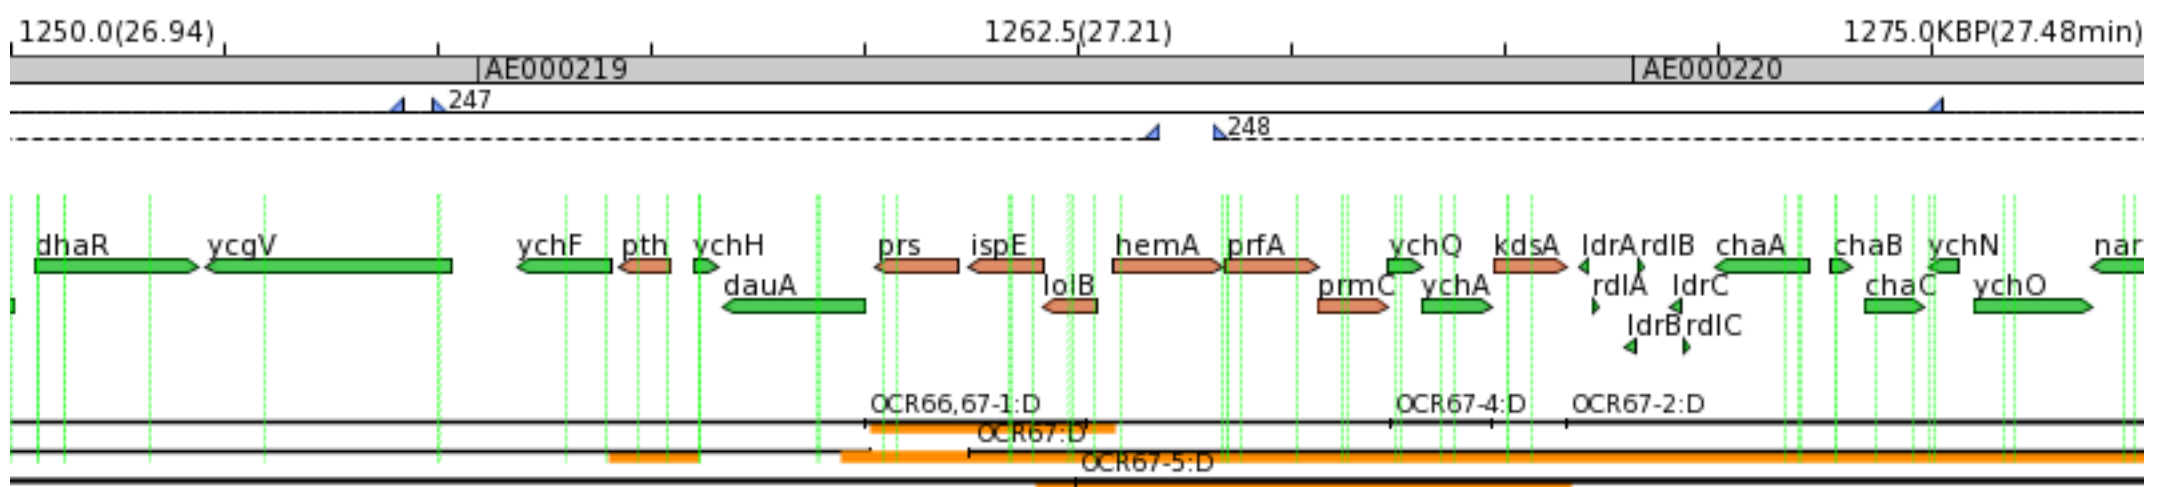 1250.0(26.94) 1262.5(27.21) 1275.0KBP(27.48min)
AE000219 AE000220
247
248
dhaR ycgV ychF pth ychH prs ispE hemA prfA ychQ kdsA ldrA rdlB chaA chaB ychN nar
dauA lolB prmC ychA rdlA ldrC chaC ychO
ldrB rdlC
OCR66,67-1:D OCR67-4:D OCR67-2:D
OCR67:D
OCR67-5:D